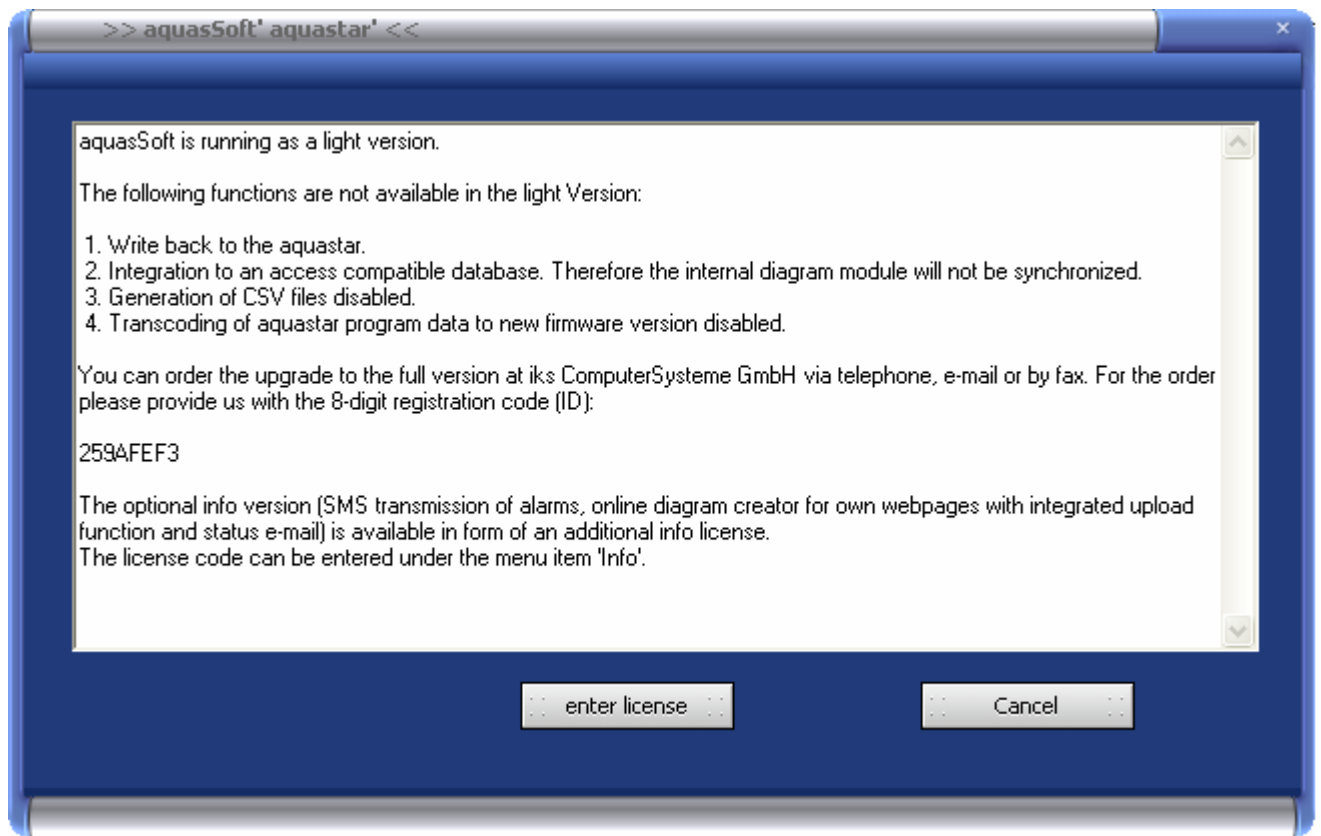 >> aquasSoft' aquastar' <<
aquasSoft is running as a light version.
The following functions are not available in the light Version:
1. Write back to the aquastar.
2. Integration to an access compatible database. Therefore the internal diagram module will not be synchronized.
3. Generation of CSV files disabled.
4. Transcoding of aquastar program data to new firmware version disabled.
You can order the upgrade to the full version at iks ComputerSysteme GmbH via telephone, e-mail or by fax. For the order
please provide us with the 8-digit registration code (ID):
259AFEF3
The optional info version (SMS transmission of alarms, online diagram creator for own webpages with integrated upload
function and status e-mail) is available in form of an additional info license.
The license code can be entered under the menu item 'Info'.
enter license
Cancel